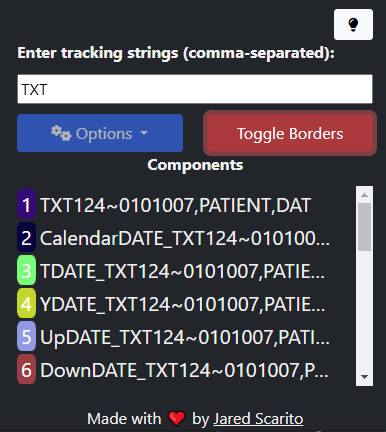 Enter tracking strings (comma-separated):
TXT
Options
Toggle Borders
Components
1 TXT124~0101007,PATIENT,DAT
2 CalendarDATE_TXT124~010100...
3 TDATE_TXT124~0101007,PATIE...
4 YDATE_TXT124~0101007,PATIE...
5 UpDATE_TXT124~0101007,PATI...
6 DownDATE_TXT124~0101007,P...
Made with ❤ by Jared Scarito